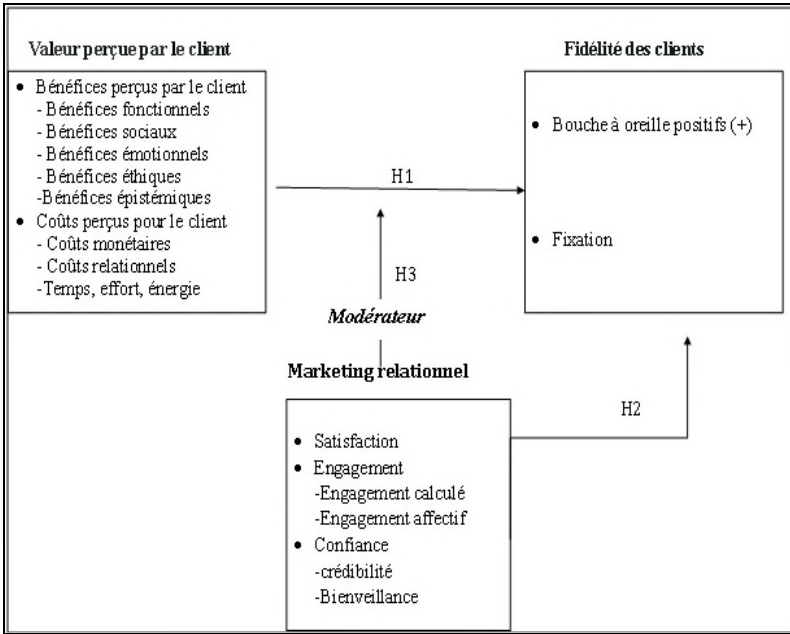 Valeur perçue par le client
• Bénéfices perçus par le client
- Bénéfices fonctionnels
- Bénéfices sociaux
- Bénéfices émotionnels
- Bénéfices éthiques
-Bénéfices épistémiques
• Coûts perçus pour le client
- Coûts monétaires
- Coûts relationnels
-Temps, effort, énergie
H1
Fidélité des clients
• Bouche à oreille positifs (+)
• Fixation
H3
Modérateur
Marketing relationnel
• Satisfaction
• Engagement
-Engagement calculé
-Engagement affectif
• Confiance
-crédibilité
-Bienveillance
H2